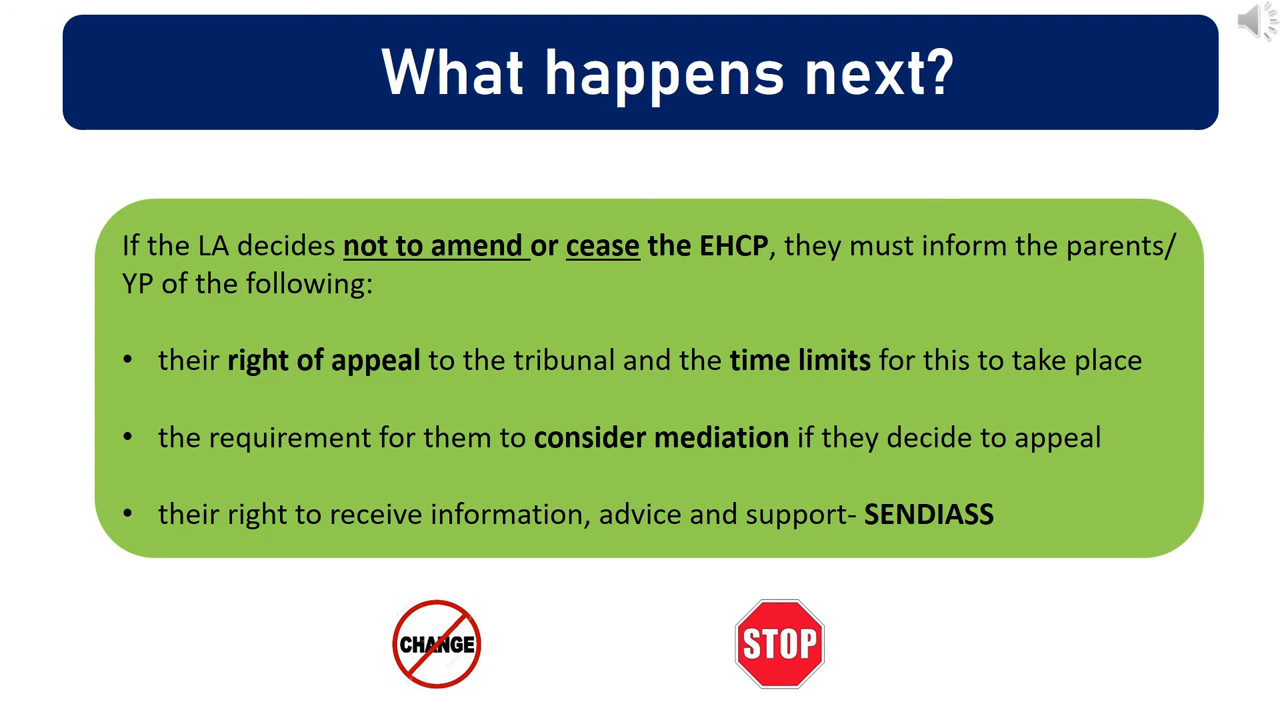 What happens next?
If the LA decides not to amend or cease the EHCP, they must inform the parents/
YP of the following:
• their right of appeal to the tribunal and the time limits for this to take place
• the requirement for them to consider mediation if they decide to appeal
• their right to receive information, advice and support- SENDIASS
CHANGE
STOP